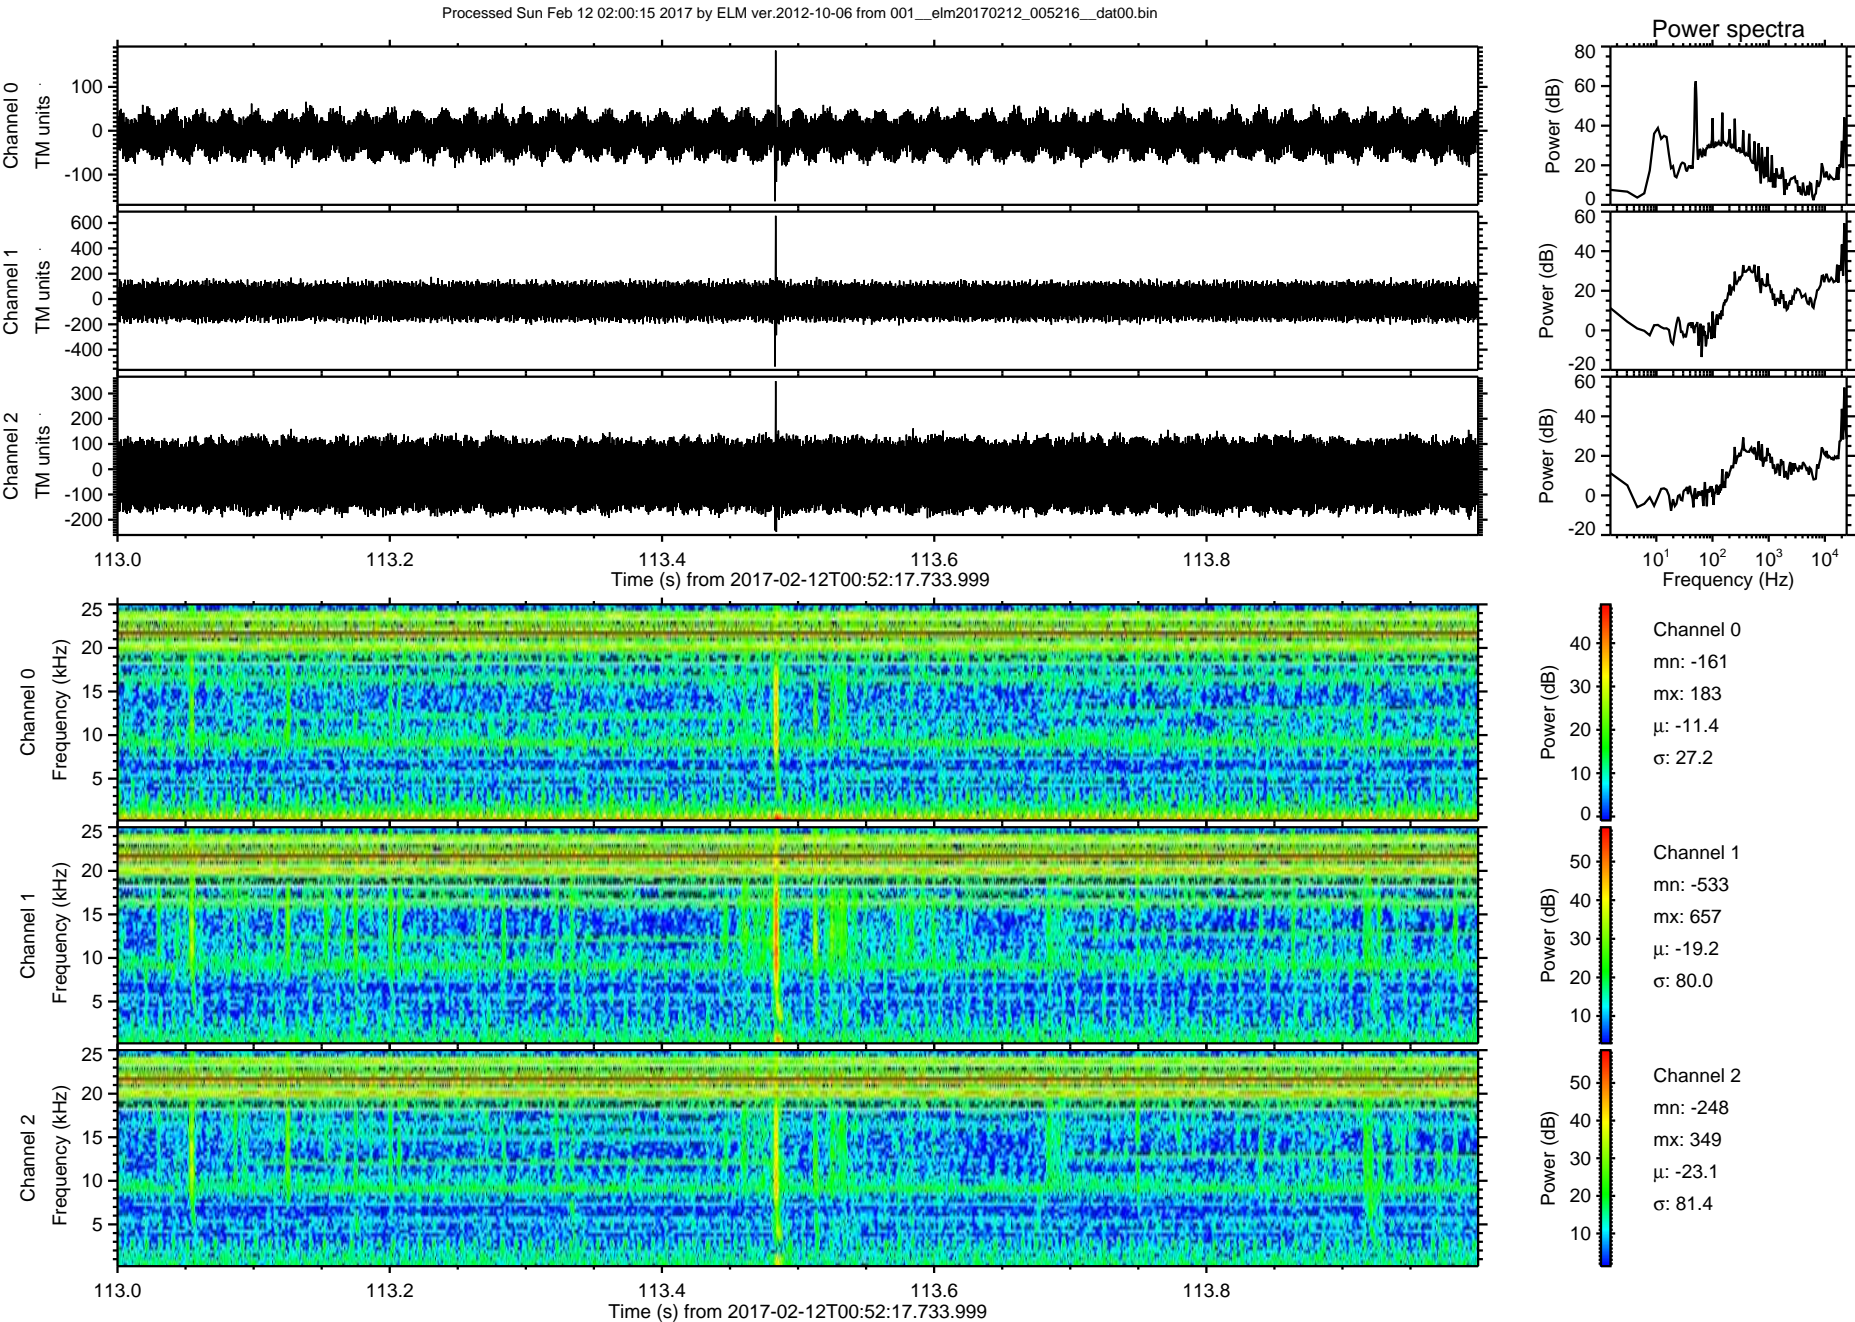 Processed Sun Feb 12 02:00:15 2017 by ELM ver.2012-10-06 from 001__elm20170212_005216__dat00.bin
Power spectra
Channel 0
TM units
100
0
-100
Power (dB)
80
60
40
20
0
Channel 1
TM units
600
400
200
0
-200
-400
Power (dB)
60
40
20
0
-20
Channel 2
TM units
300
200
100
0
-100
-200
Power (dB)
60
40
20
0
-20
113.0 113.2 113.4 113.6 113.8
Time (s) from 2017-02-12T00:52:17.733.999
10¹ 10² 10³ 10⁴
Frequency (Hz)
Channel 0
Frequency (kHz)
25
20
15
10
5
Power (dB)
40
30
20
10
0
Channel 0
mn: -161
mx: 183
μ: -11.4
σ: 27.2
Channel 1
Frequency (kHz)
25
20
15
10
5
Power (dB)
50
40
30
20
10
Channel 1
mn: -533
mx: 657
μ: -19.2
σ: 80.0
Channel 2
Frequency (kHz)
25
20
15
10
5
Power (dB)
50
40
30
20
10
Channel 2
mn: -248
mx: 349
μ: -23.1
σ: 81.4
113.0 113.2 113.4 113.6 113.8
Time (s) from 2017-02-12T00:52:17.733.999